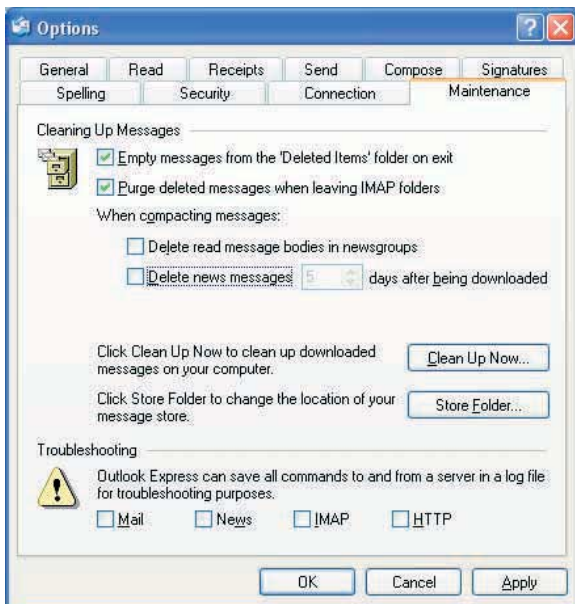 Options
General Read Receipts Send Compose Signatures
Spelling Security Connection Maintenance
Cleaning Up Messages
Empty messages from the 'Deleted Items' folder on exit
Purge deleted messages when leaving IMAP folders
When compacting messages:
Delete read message bodies in newsgroups
Delete news messages 5 days after being downloaded
Click Clean Up Now to clean up downloaded
messages on your computer.
Clean Up Now...
Click Store Folder to change the location of your
message store.
Store Folder...
Troubleshooting
Outlook Express can save all commands to and from a server in a log file
for troubleshooting purposes.
Mail News IMAP HTTP
OK Cancel Apply